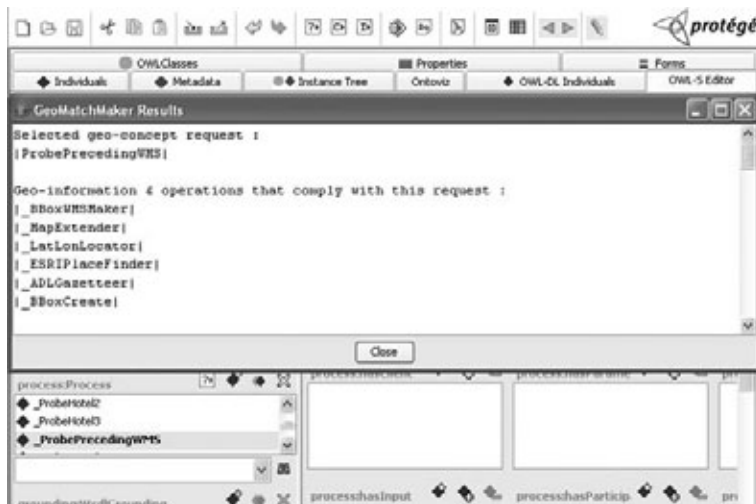 protégé
OWLClasses Properties Forms
Individuals Metadata Instance Tree Ontoviz OWL-DL Individuals OWL-S Editor
GeoMatchMaker Results
Selected geo-concept request :
|ProbePrecedingWMS|
Geo-information & operations that comply with this request :
|_BBoxWMSMaker|
|_MapExtender|
|_LatLonLocator|
|_ESRIPlaceFinder|
|_ADLGazetteer|
|_BBoxCreate|
Close
process:Process process:hasClient
_ProbeHotel2
_ProbeHotel3
_ProbePrecedingWMS
process:hasInput process:hasParticip